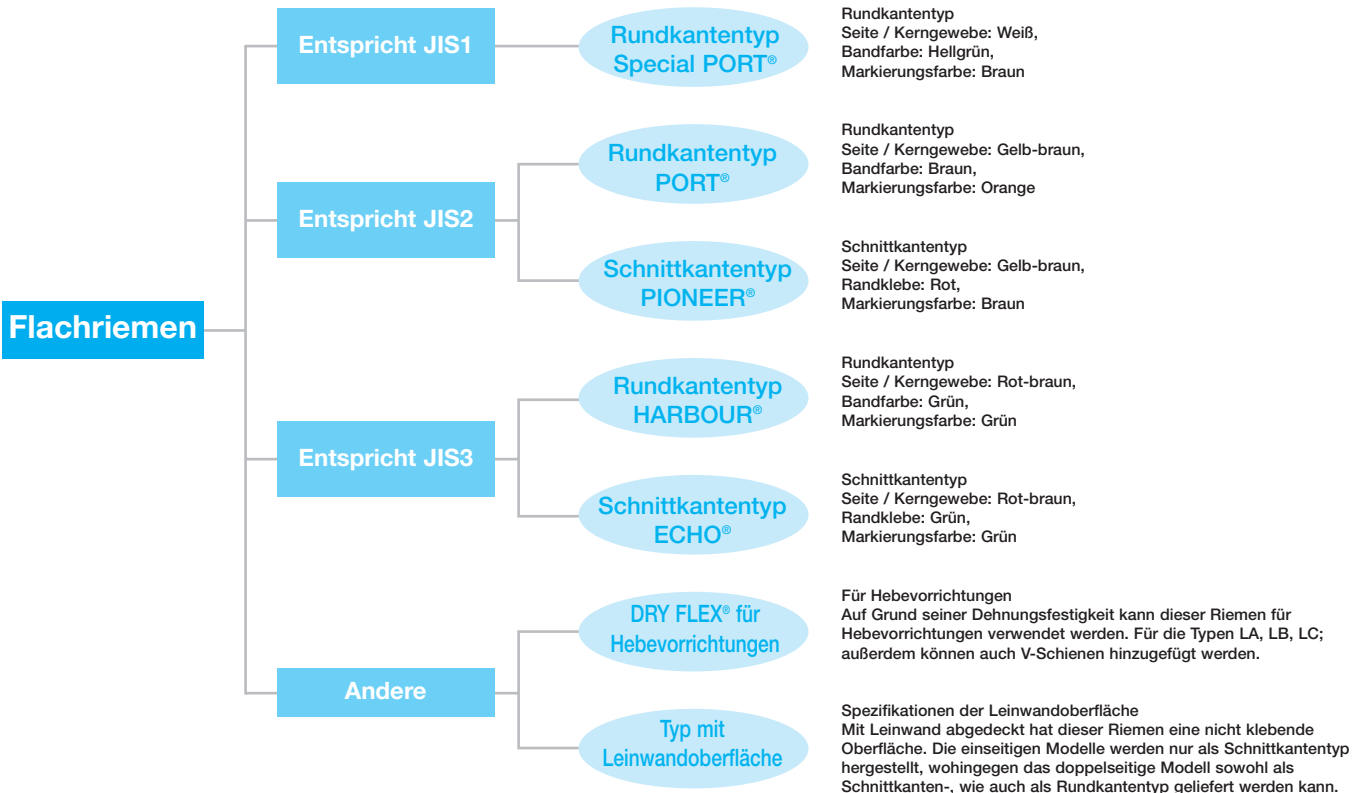 Flachriemen
Entspricht JIS1
Rundkantentyp
Special PORT®
Rundkantentyp
Seite / Kerngewebe: Weiß,
Bandfarbe: Hellgrün,
Markierungsfarbe: Braun
Entspricht JIS2
Rundkantentyp
PORT®
Rundkantentyp
Seite / Kerngewebe: Gelb-braun,
Bandfarbe: Braun,
Markierungsfarbe: Orange
Schnittkantentyp
PIONEER®
Schnittkantentyp
Seite / Kerngewebe: Gelb-braun,
Randklebe: Rot,
Markierungsfarbe: Braun
Entspricht JIS3
Rundkantentyp
HARBOUR®
Rundkantentyp
Seite / Kerngewebe: Rot-braun,
Bandfarbe: Grün,
Markierungsfarbe: Grün
Schnittkantentyp
ECHO®
Schnittkantentyp
Seite / Kerngewebe: Rot-braun,
Randklebe: Grün,
Markierungsfarbe: Grün
Andere
DRY FLEX® für
Hebevorrichtungen
Für Hebevorrichtungen
Auf Grund seiner Dehnungsfestigkeit kann dieser Riemen für
Hebevorrichtungen verwendet werden. Für die Typen LA, LB, LC;
außerdem können auch V-Schienen hinzugefügt werden.
Typ mit
Leinwandoberfläche
Spezifikationen der Leinwandoberfläche
Mit Leinwand abgedeckt hat dieser Riemen eine nicht klebende
Oberfläche. Die einseitigen Modelle werden nur als Schnittkantentyp
hergestellt, wohingegen das doppelseitige Modell sowohl als
Schnittkanten-, wie auch als Rundkantentyp geliefert werden kann.